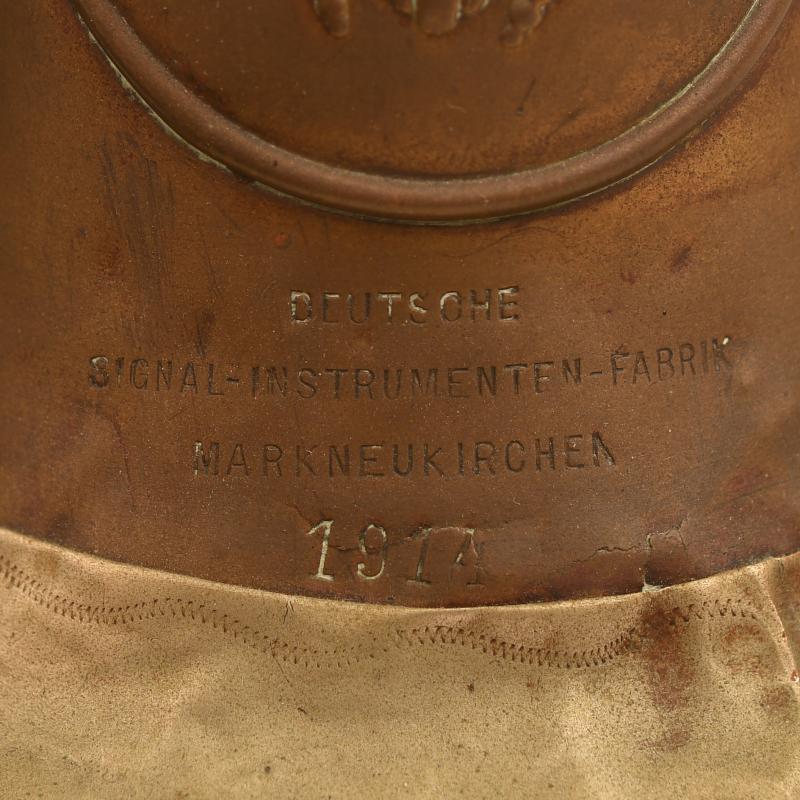 DEUTSCHE
SIGNAL-INSTRUMENTEN-FABRIK
MARKNEUKIRCHEN
1914